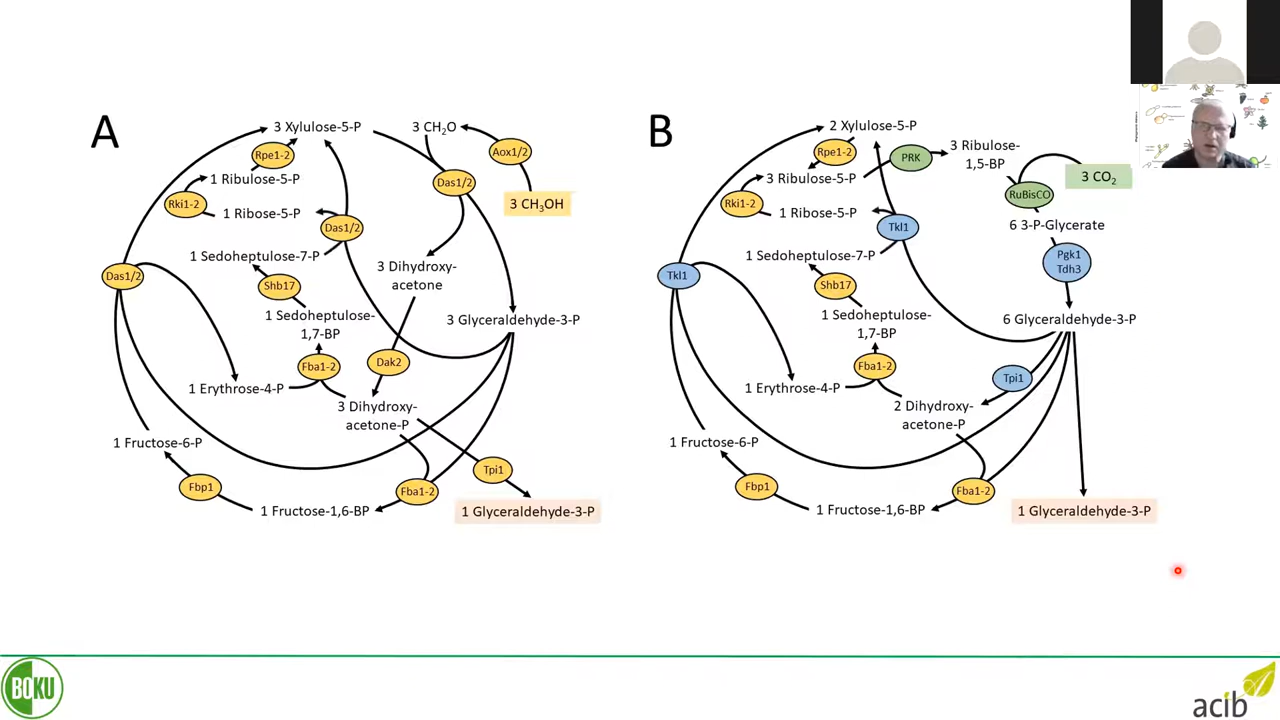 A
3 Xylulose-5-P
3 CH₂O
Aox1/2
Rpe1-2
1 Ribulose-5-P
Das1/2
Rki1-2
3 CH₃OH
1 Ribose-5-P
Das1/2
1 Sedoheptulose-7-P
3 Dihydroxy-
acetone
Das1/2
Shb17
1 Sedoheptulose-
1,7-BP
3 Glyceraldehyde-3-P
Fba1-2
Dak2
1 Erythrose-4-P
3 Dihydroxy-
acetone-P
1 Fructose-6-P
Tpi1
Fbp1
Fba1-2
1 Fructose-1,6-BP
1 Glyceraldehyde-3-P
B
2 Xylulose-5-P
Rpe1-2
PRK
3 Ribulose-
1,5-BP
3 CO₂
3 Ribulose-5-P
RuBisCO
Rki1-2
1 Ribose-5-P
Tkl1
6 3-P-Glycerate
1 Sedoheptulose-7-P
Pgk1
Tdh3
Tkl1
Shb17
1 Sedoheptulose-
1,7-BP
6 Glyceraldehyde-3-P
Fba1-2
Tpi1
1 Erythrose-4-P
2 Dihydroxy-
acetone-P
1 Fructose-6-P
Fbp1
Fba1-2
1 Fructose-1,6-BP
1 Glyceraldehyde-3-P
BOKU
acib